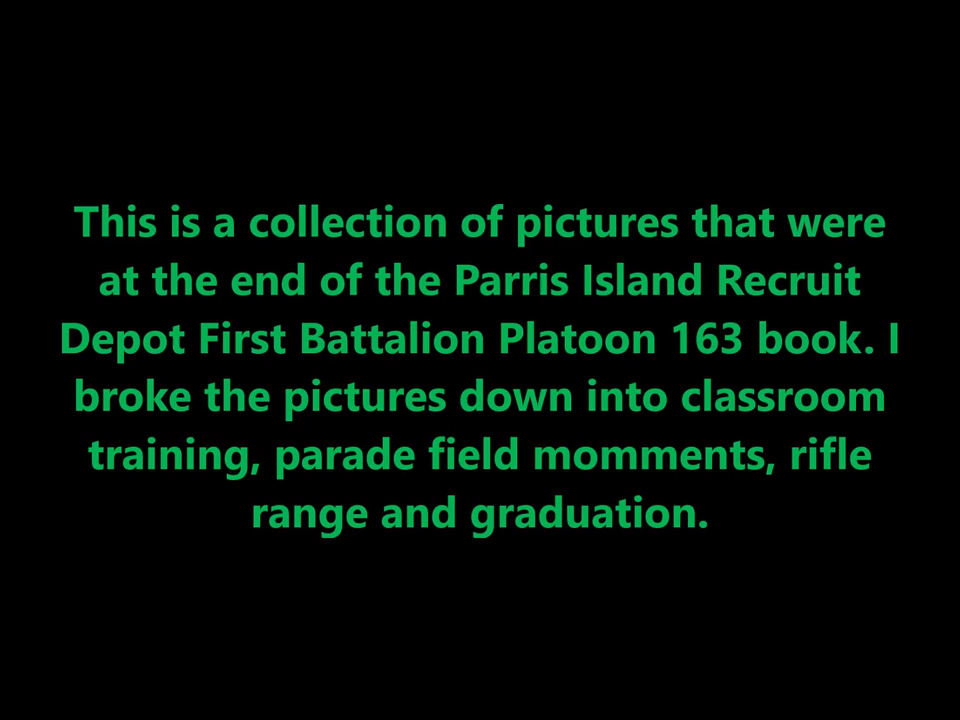 This is a collection of pictures that were
at the end of the Parris Island Recruit
Depot First Battalion Platoon 163 book. I
broke the pictures down into classroom
training, parade field momments, rifle
range and graduation.